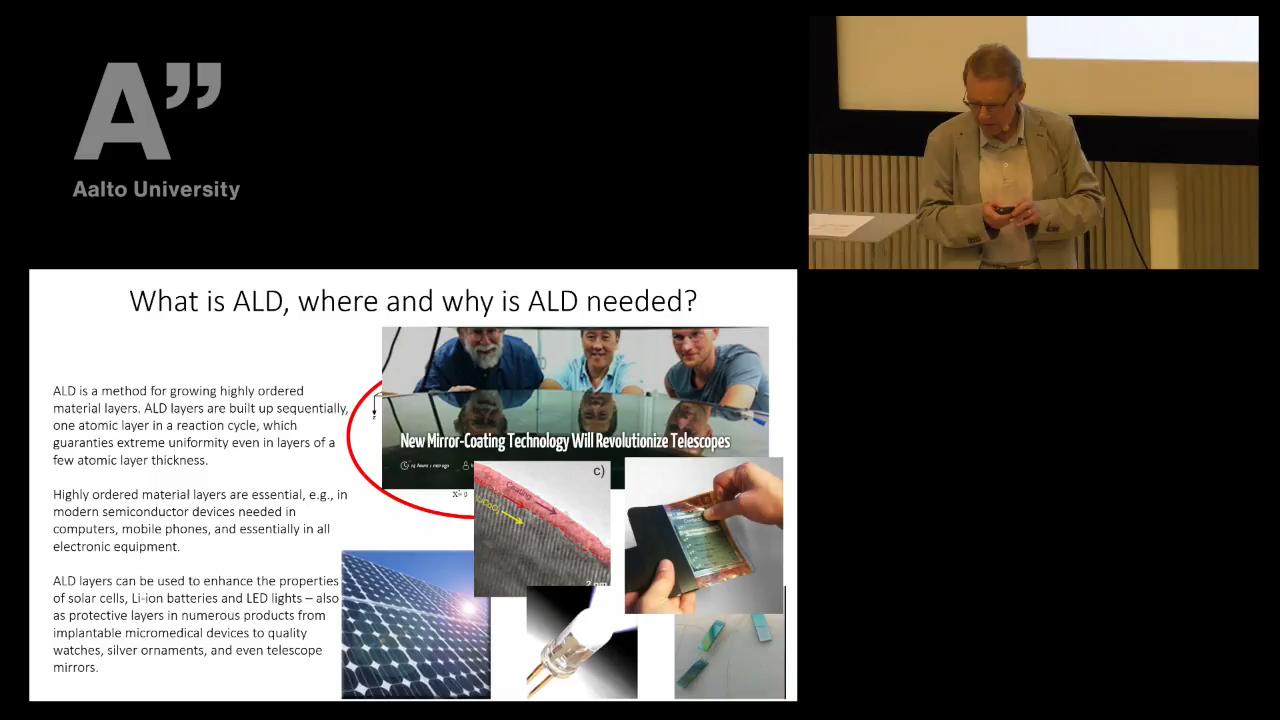 A”
Aalto University
What is ALD, where and why is ALD needed?
ALD is a method for growing highly ordered
material layers. ALD layers are built up sequentially,
one atomic layer in a reaction cycle, which
guaranties extreme uniformity even in layers of a
few atomic layer thickness.
Highly ordered material layers are essential, e.g., in
modern semiconductor devices needed in
computers, mobile phones, and essentially in all
electronic equipment.
ALD layers can be used to enhance the properties
of solar cells, Li-ion batteries and LED lights – also
as protective layers in numerous products from
implantable micromedical devices to quality
watches, silver ornaments, and even telescope
mirrors.
New Mirror-Coating Technology Will Revolutionize Telescopes
c)
Coating